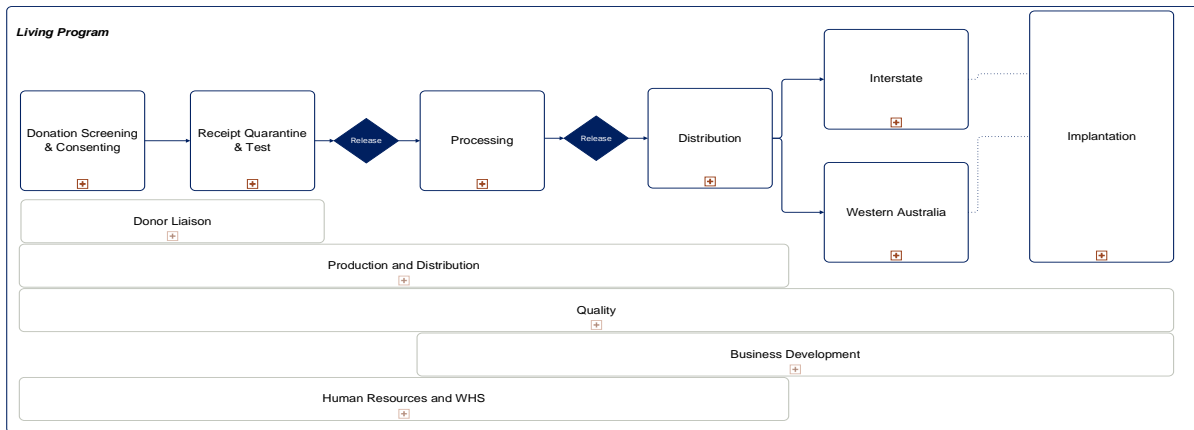 Living Program
Donation Screening
& Consenting
Receipt Quarantine
& Test
Release
Processing
Release
Distribution
Interstate
Western Australia
Implantation
Donor Liaison
Production and Distribution
Quality
Business Development
Human Resources and WHS